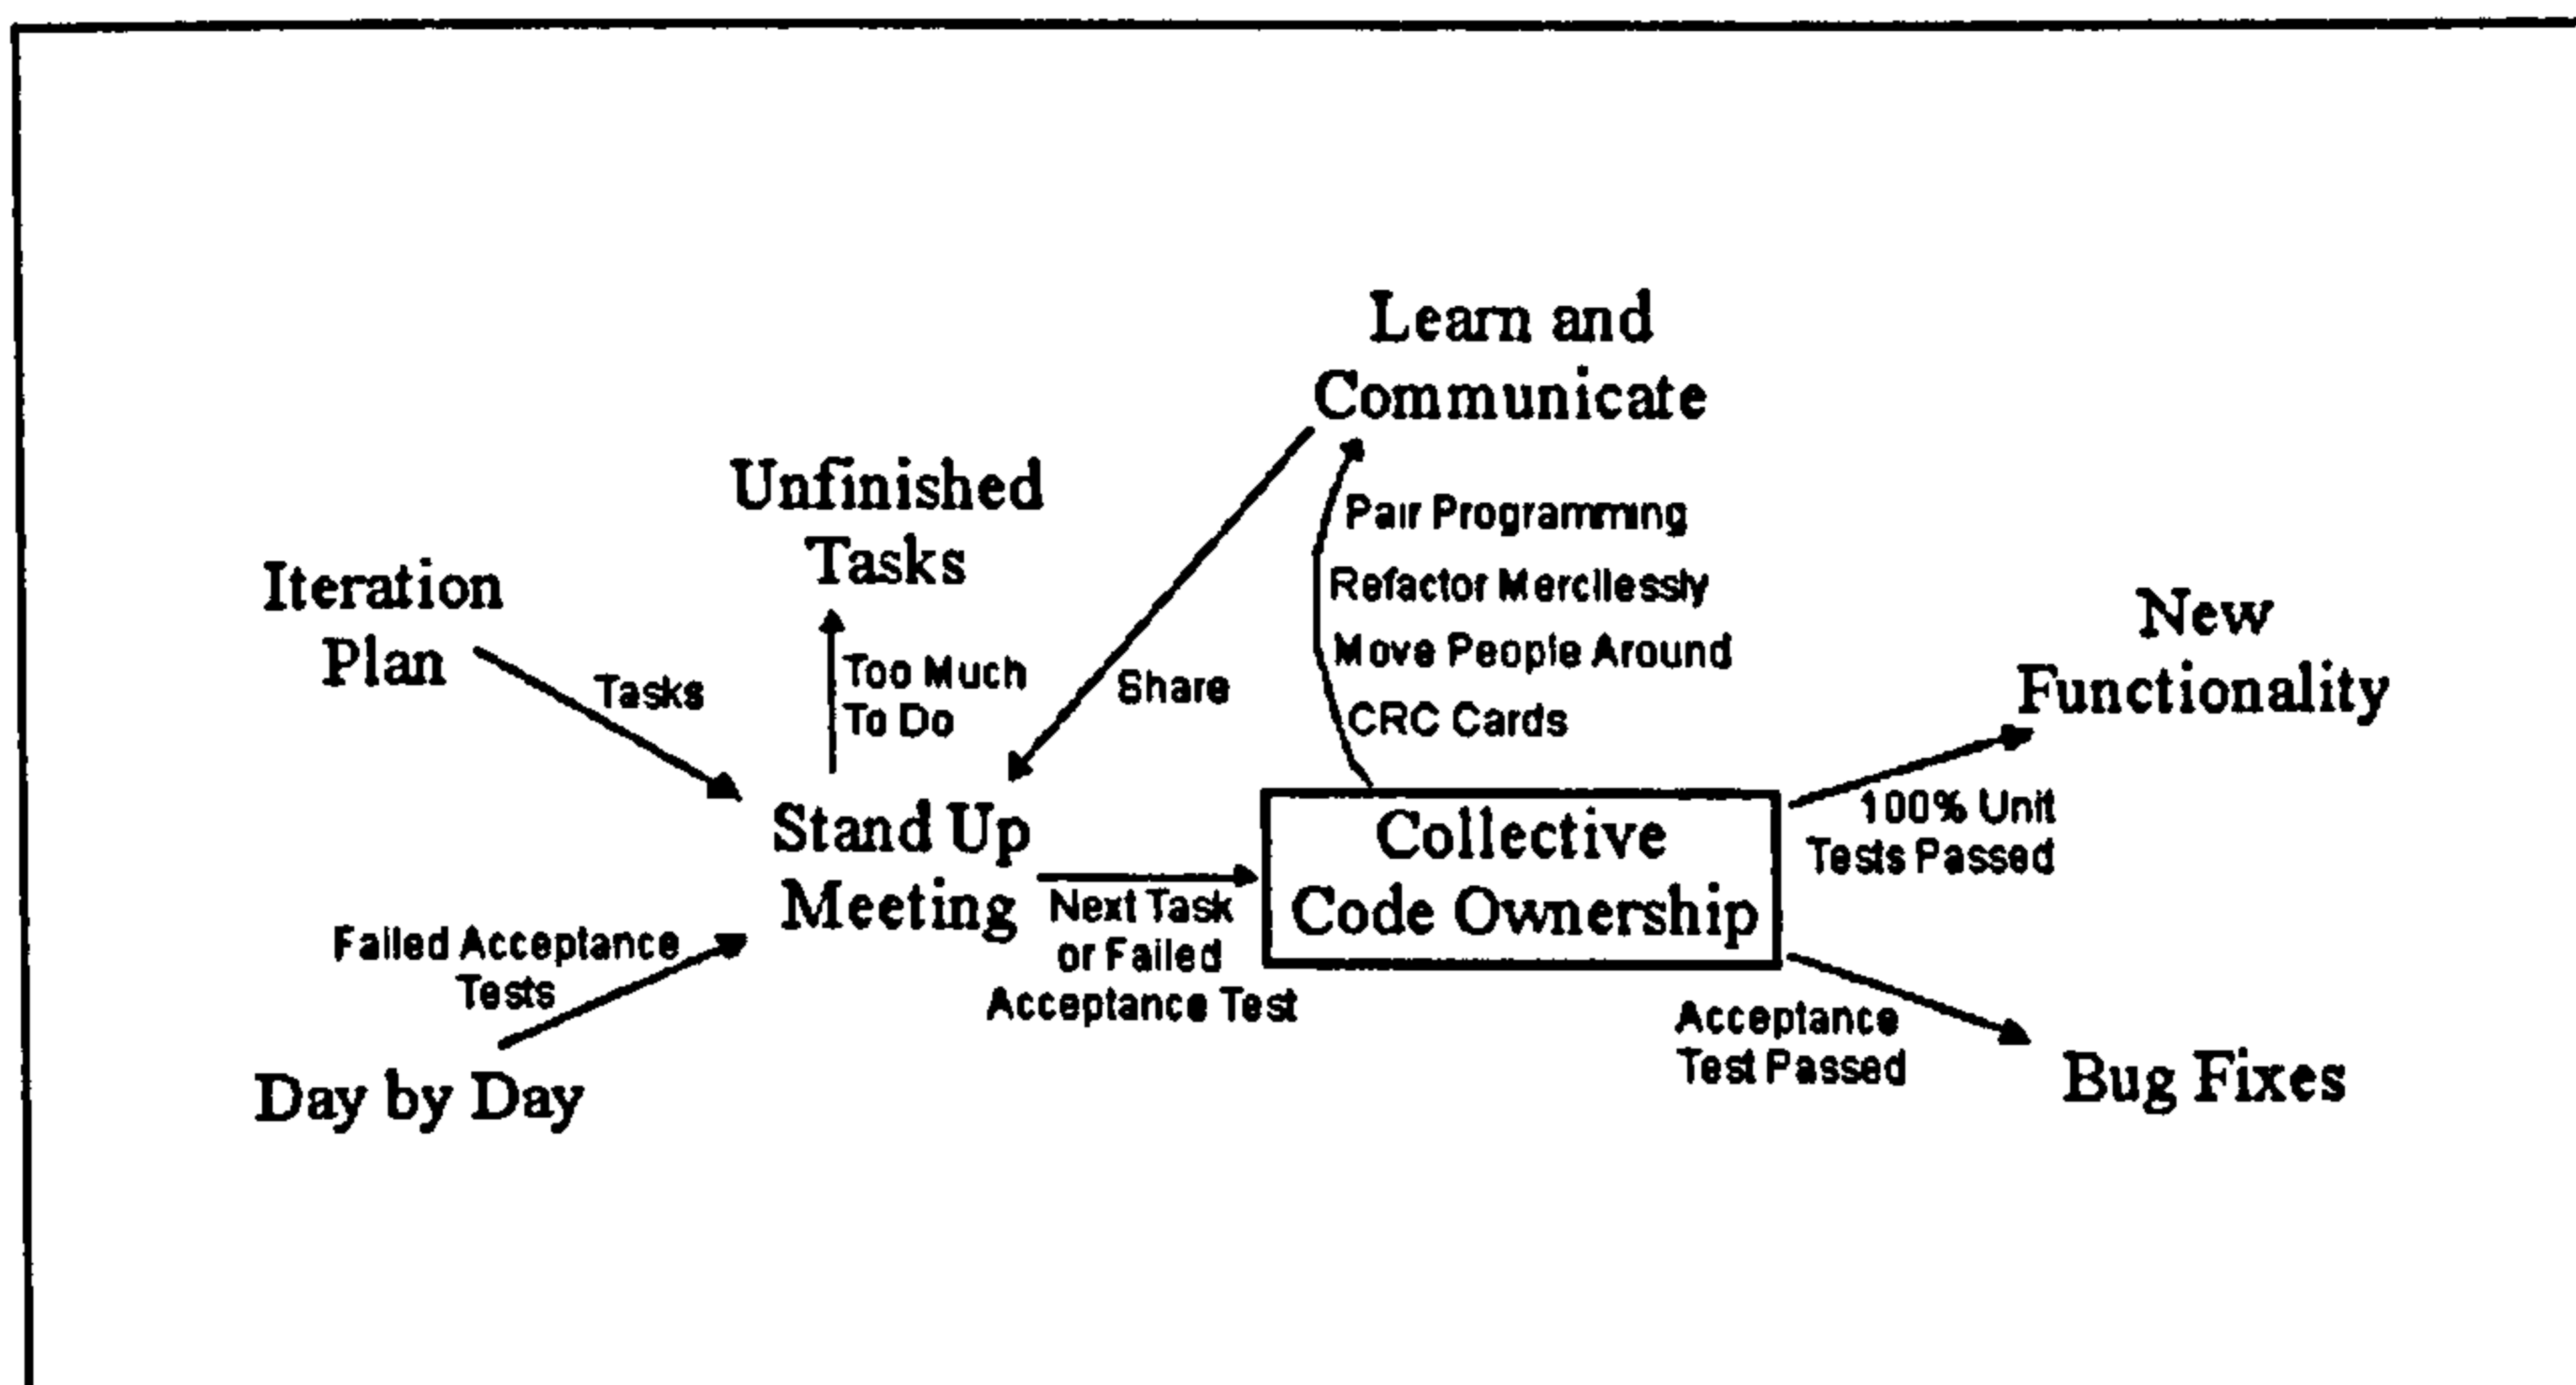 Learn and
Communicate
Unfinished
Tasks
Pair Programming
Refactor Mercilessly
Move People Around
CRC Cards
Iteration
Plan
Tasks
Too Much
To Do
Share
New
Functionality
Stand Up
Meeting
Next Task
or Failed
Acceptance Test
Collective
Code Ownership
100% Unit
Tests Passed
Failed Acceptance
Tests
Day by Day
Acceptance
Test Passed
Bug Fixes